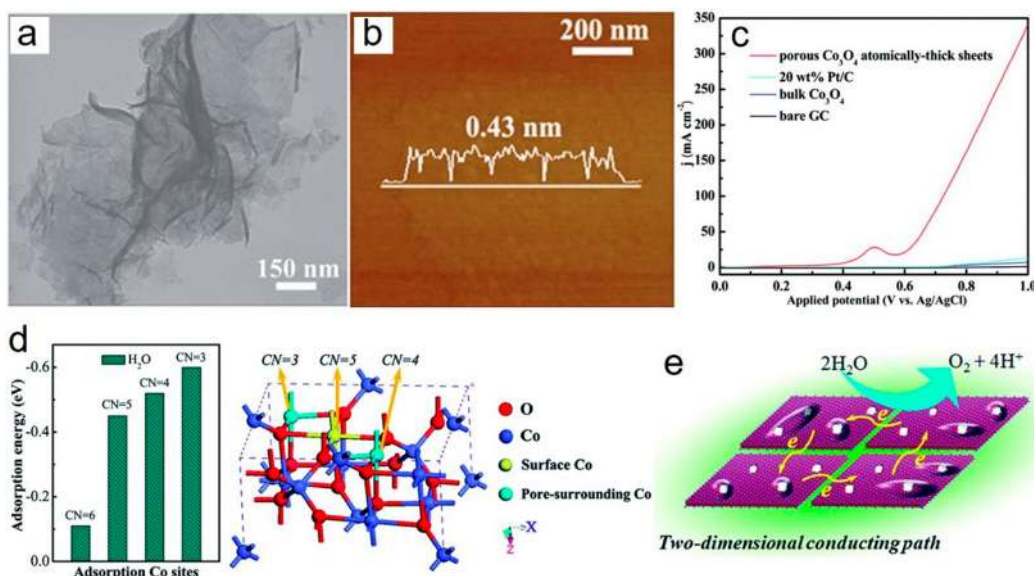 a
150 nm
b
200 nm
0.43 nm
c
350
300
250
200
150
100
50
0
j (mA cm⁻²)
porous Co₃O₄ atomically-thick sheets
20 wt% Pt/C
bulk Co₃O₄
bare GC
0.0 0.2 0.4 0.6 0.8 1.0
Applied potential (V vs. Ag/AgCl)
d
Adsorption energy (eV)
-0.6
-0.4
-0.2
0.0
H₂O
CN=6
CN=5
CN=4
CN=3
Adsorption Co sites
CN=3
CN=5
CN=4
O
Co
Surface Co
Pore-surrounding Co
X
Z
e
2H₂O
O₂ + 4H⁺
e
e
e
e
Two-dimensional conducting path